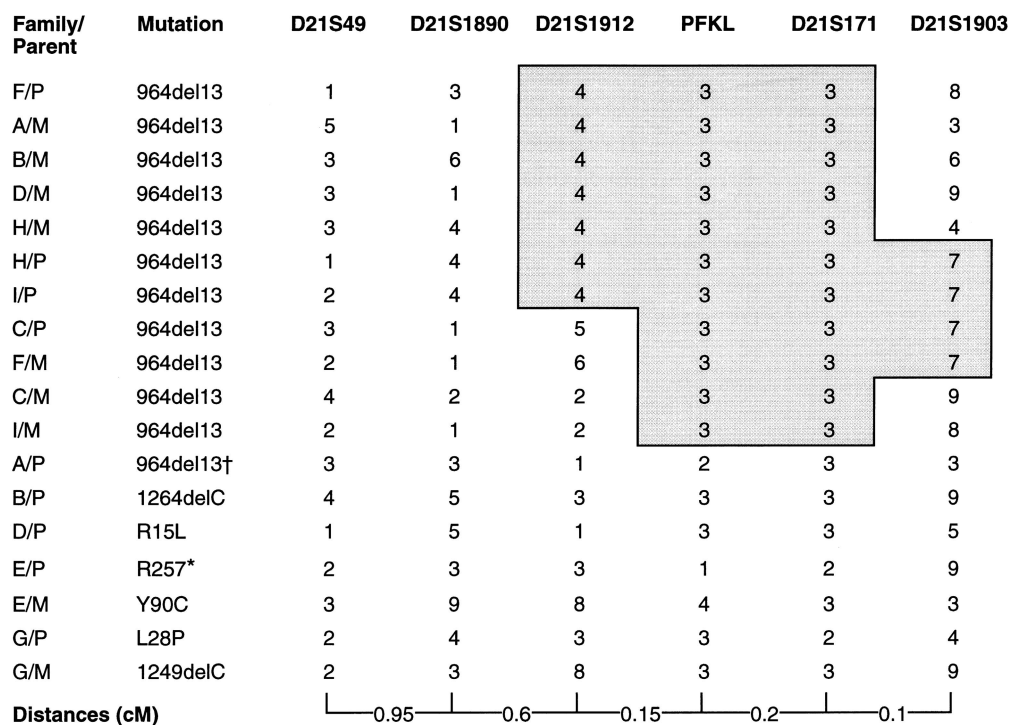 Family/ Mutation D21S49 D21S1890 D21S1912 PFKL D21S171 D21S1903
Parent
F/P 964del13 1 3 4 3 3 8
A/M 964del13 5 1 4 3 3 3
B/M 964del13 3 6 4 3 3 6
D/M 964del13 3 1 4 3 3 9
H/M 964del13 3 4 4 3 3 4
H/P 964del13 1 4 4 3 3 7
I/P 964del13 2 4 4 3 3 7
C/P 964del13 3 1 5 3 3 7
F/M 964del13 2 1 6 3 3 7
C/M 964del13 4 2 2 3 3 9
I/M 964del13 2 1 2 3 3 8
A/P 964del13† 3 3 1 2 3 3
B/P 1264delC 4 5 3 3 3 9
D/P R15L 1 5 1 3 3 5
E/P R257* 2 3 3 1 2 9
E/M Y90C 3 9 8 4 3 3
G/P L28P 2 4 3 3 2 4
G/M 1249delC 2 3 8 3 3 9
Distances (cM) 0.95 0.6 0.15 0.2 0.1